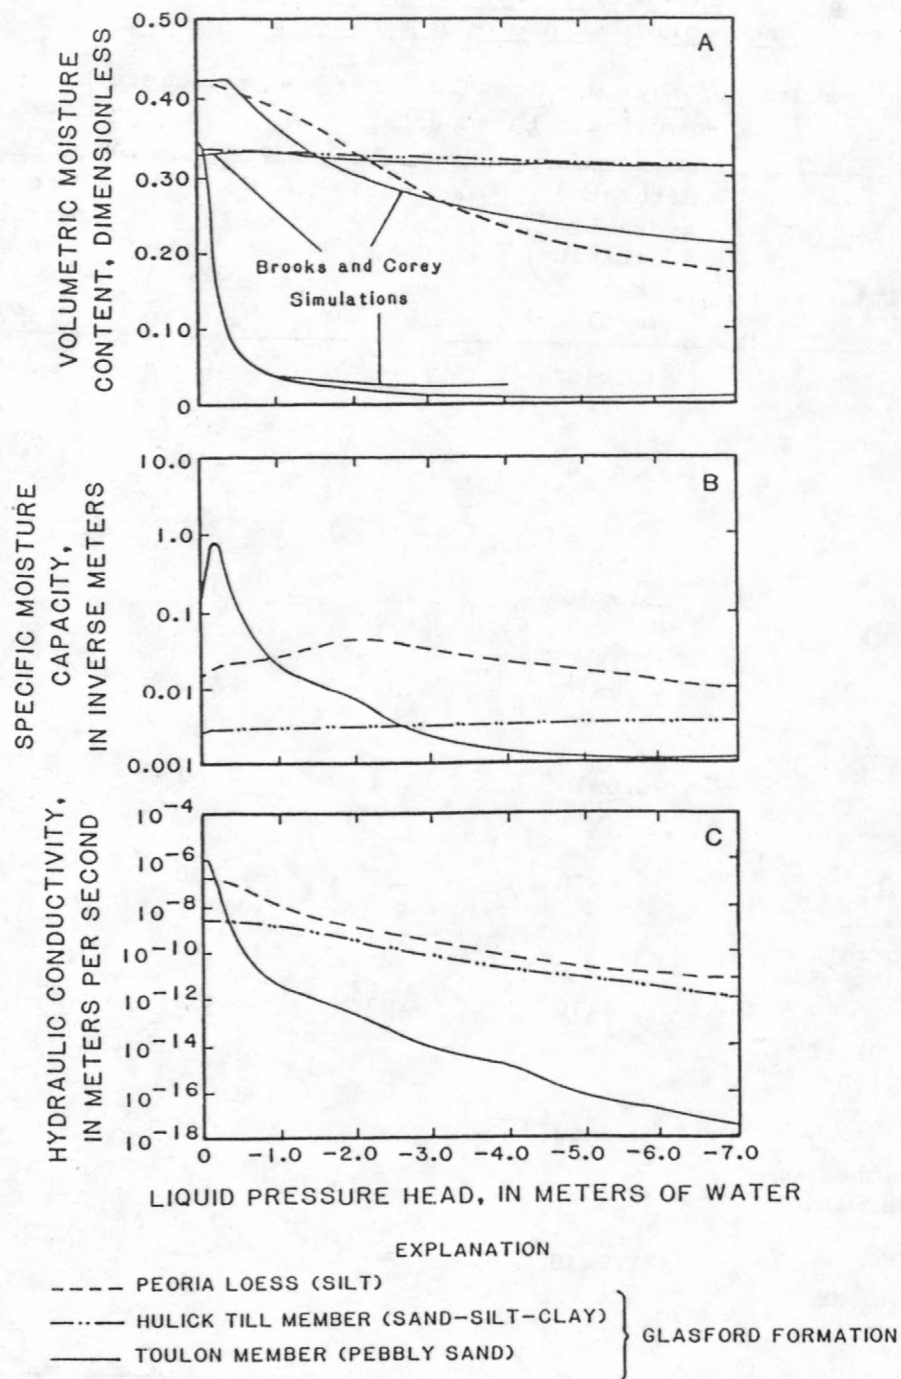 A
0.50
0.40
0.30
0.20
0.10
0
VOLUMETRIC MOISTURE
CONTENT, DIMENSIONLESS
Brooks and Corey
Simulations
B
10.0
1.0
0.1
0.01
0.001
SPECIFIC MOISTURE
CAPACITY,
IN INVERSE METERS
C
10⁻⁴
10⁻⁶
10⁻⁸
10⁻¹⁰
10⁻¹²
10⁻¹⁴
10⁻¹⁶
10⁻¹⁸
HYDRAULIC CONDUCTIVITY,
IN METERS PER SECOND
0 -1.0 -2.0 -3.0 -4.0 -5.0 -6.0 -7.0
LIQUID PRESSURE HEAD, IN METERS OF WATER
EXPLANATION
PEORIA LOESS (SILT)
HULICK TILL MEMBER (SAND-SILT-CLAY)
TOULON MEMBER (PEBBLY SAND)
GLASFORD FORMATION